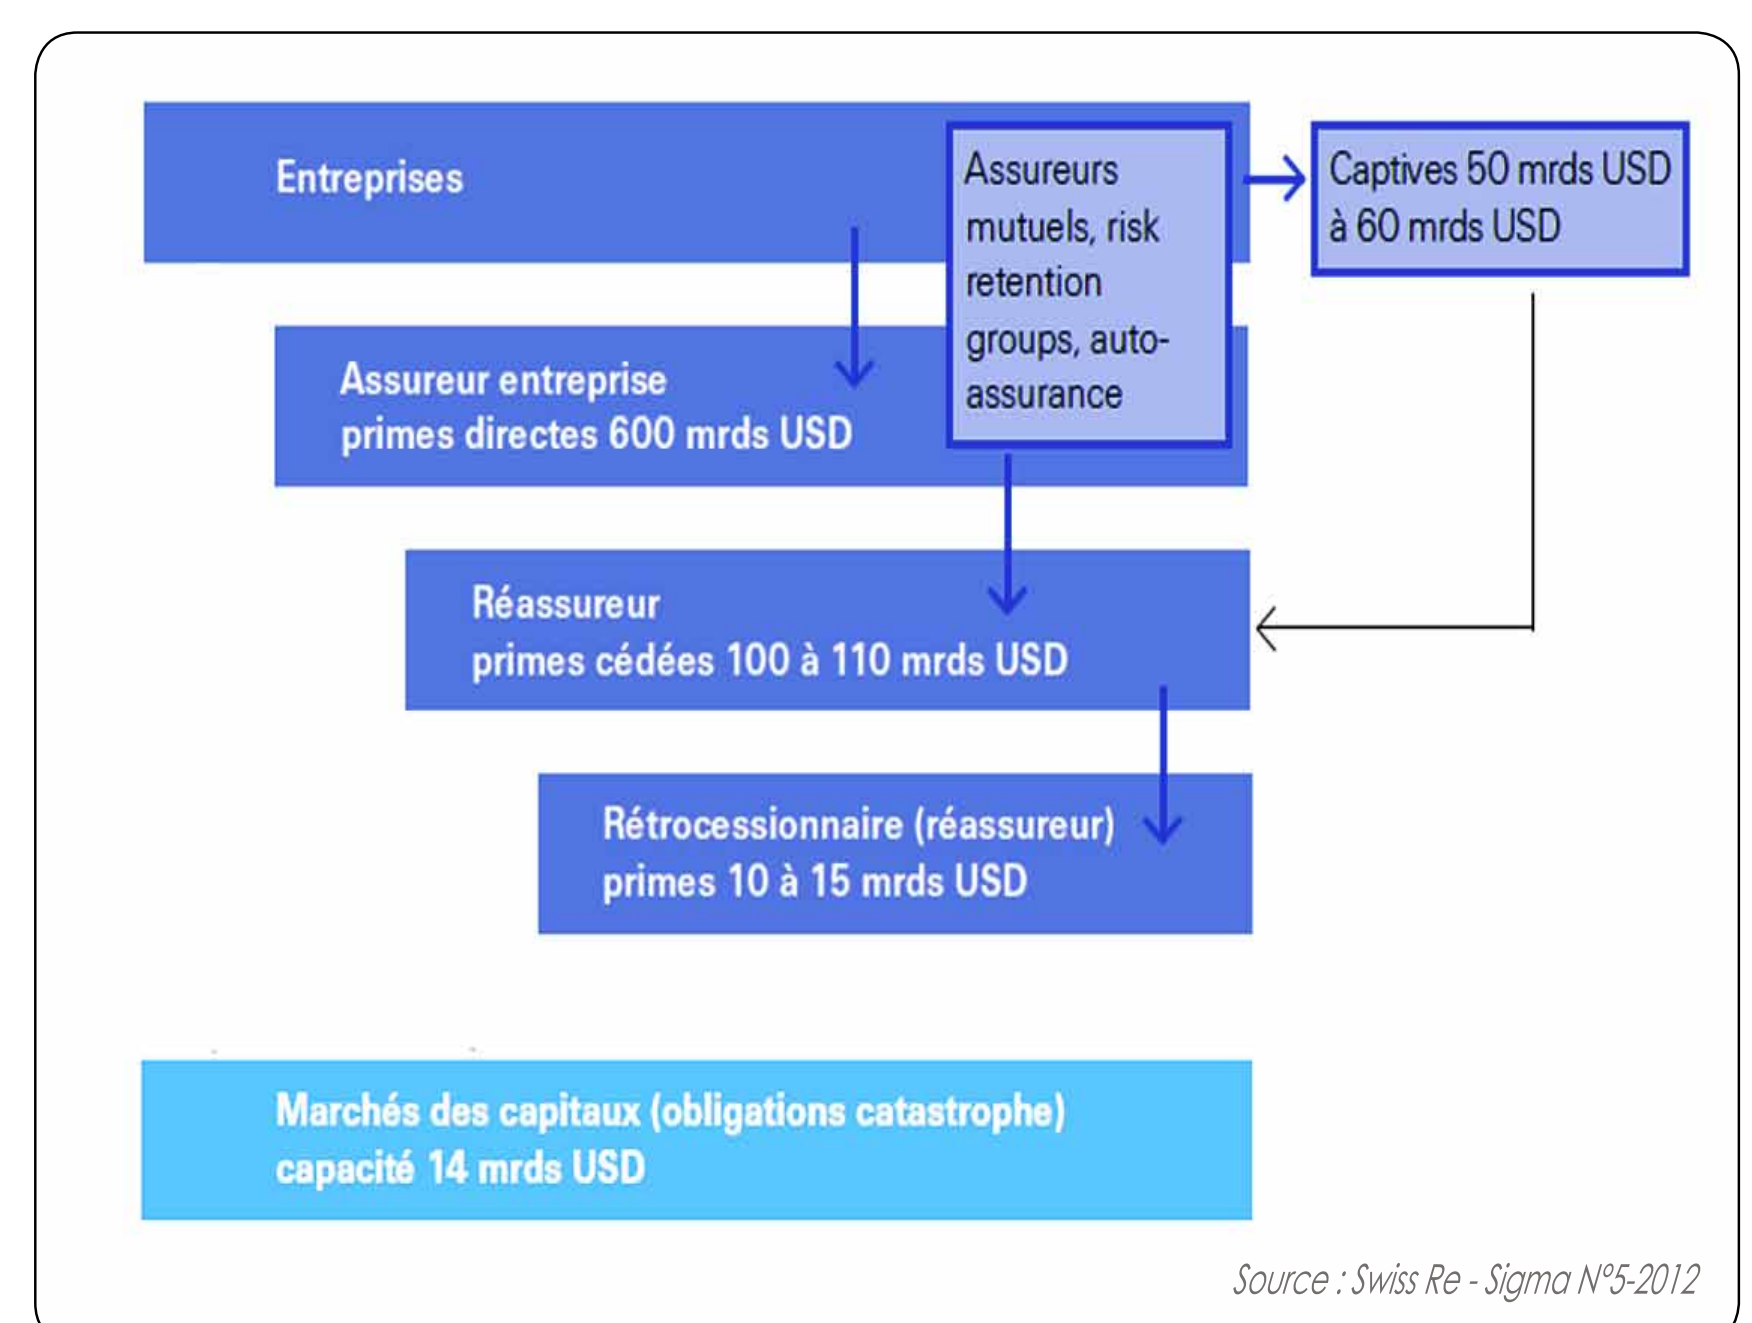 Entreprises
Assureurs
mutuels, risk
retention
groups, auto-
assurance
Captives 50 mrds USD
à 60 mrds USD
Assureur entreprise
primes directes 600 mrds USD
Réassureur
primes cédées 100 à 110 mrds USD
Rétrocessionnaire (réassureur)
primes 10 à 15 mrds USD
Marchés des capitaux (obligations catastrophe)
capacité 14 mrds USD
Source : Swiss Re - Sigma N°5-2012